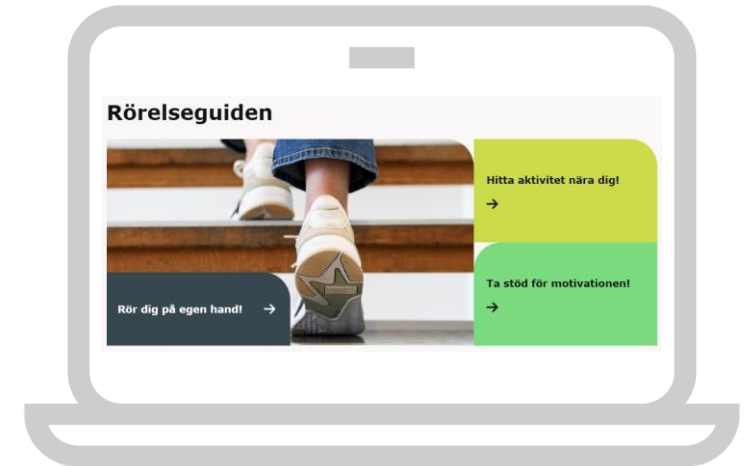 Rörelseguiden
Hitta aktivitet nära dig!
Rör dig på egen hand!
Ta stöd för motivationen!